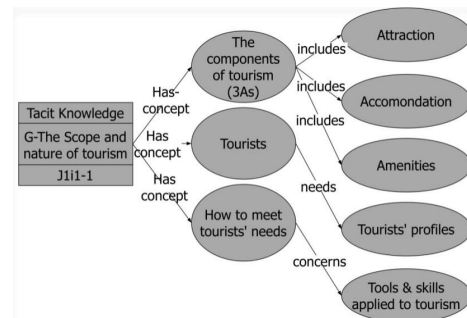 Tacit Knowledge
G-The Scope and
nature of tourism
J1i1-1
Has-
concept
Has
concept
Has
concept
The
components
of tourism
(3As)
Tourists
How to meet
tourists' needs
includes
includes
includes
needs
concerns
Attraction
Accomondation
Amenities
Tourists' profiles
Tools & skills
applied to tourism